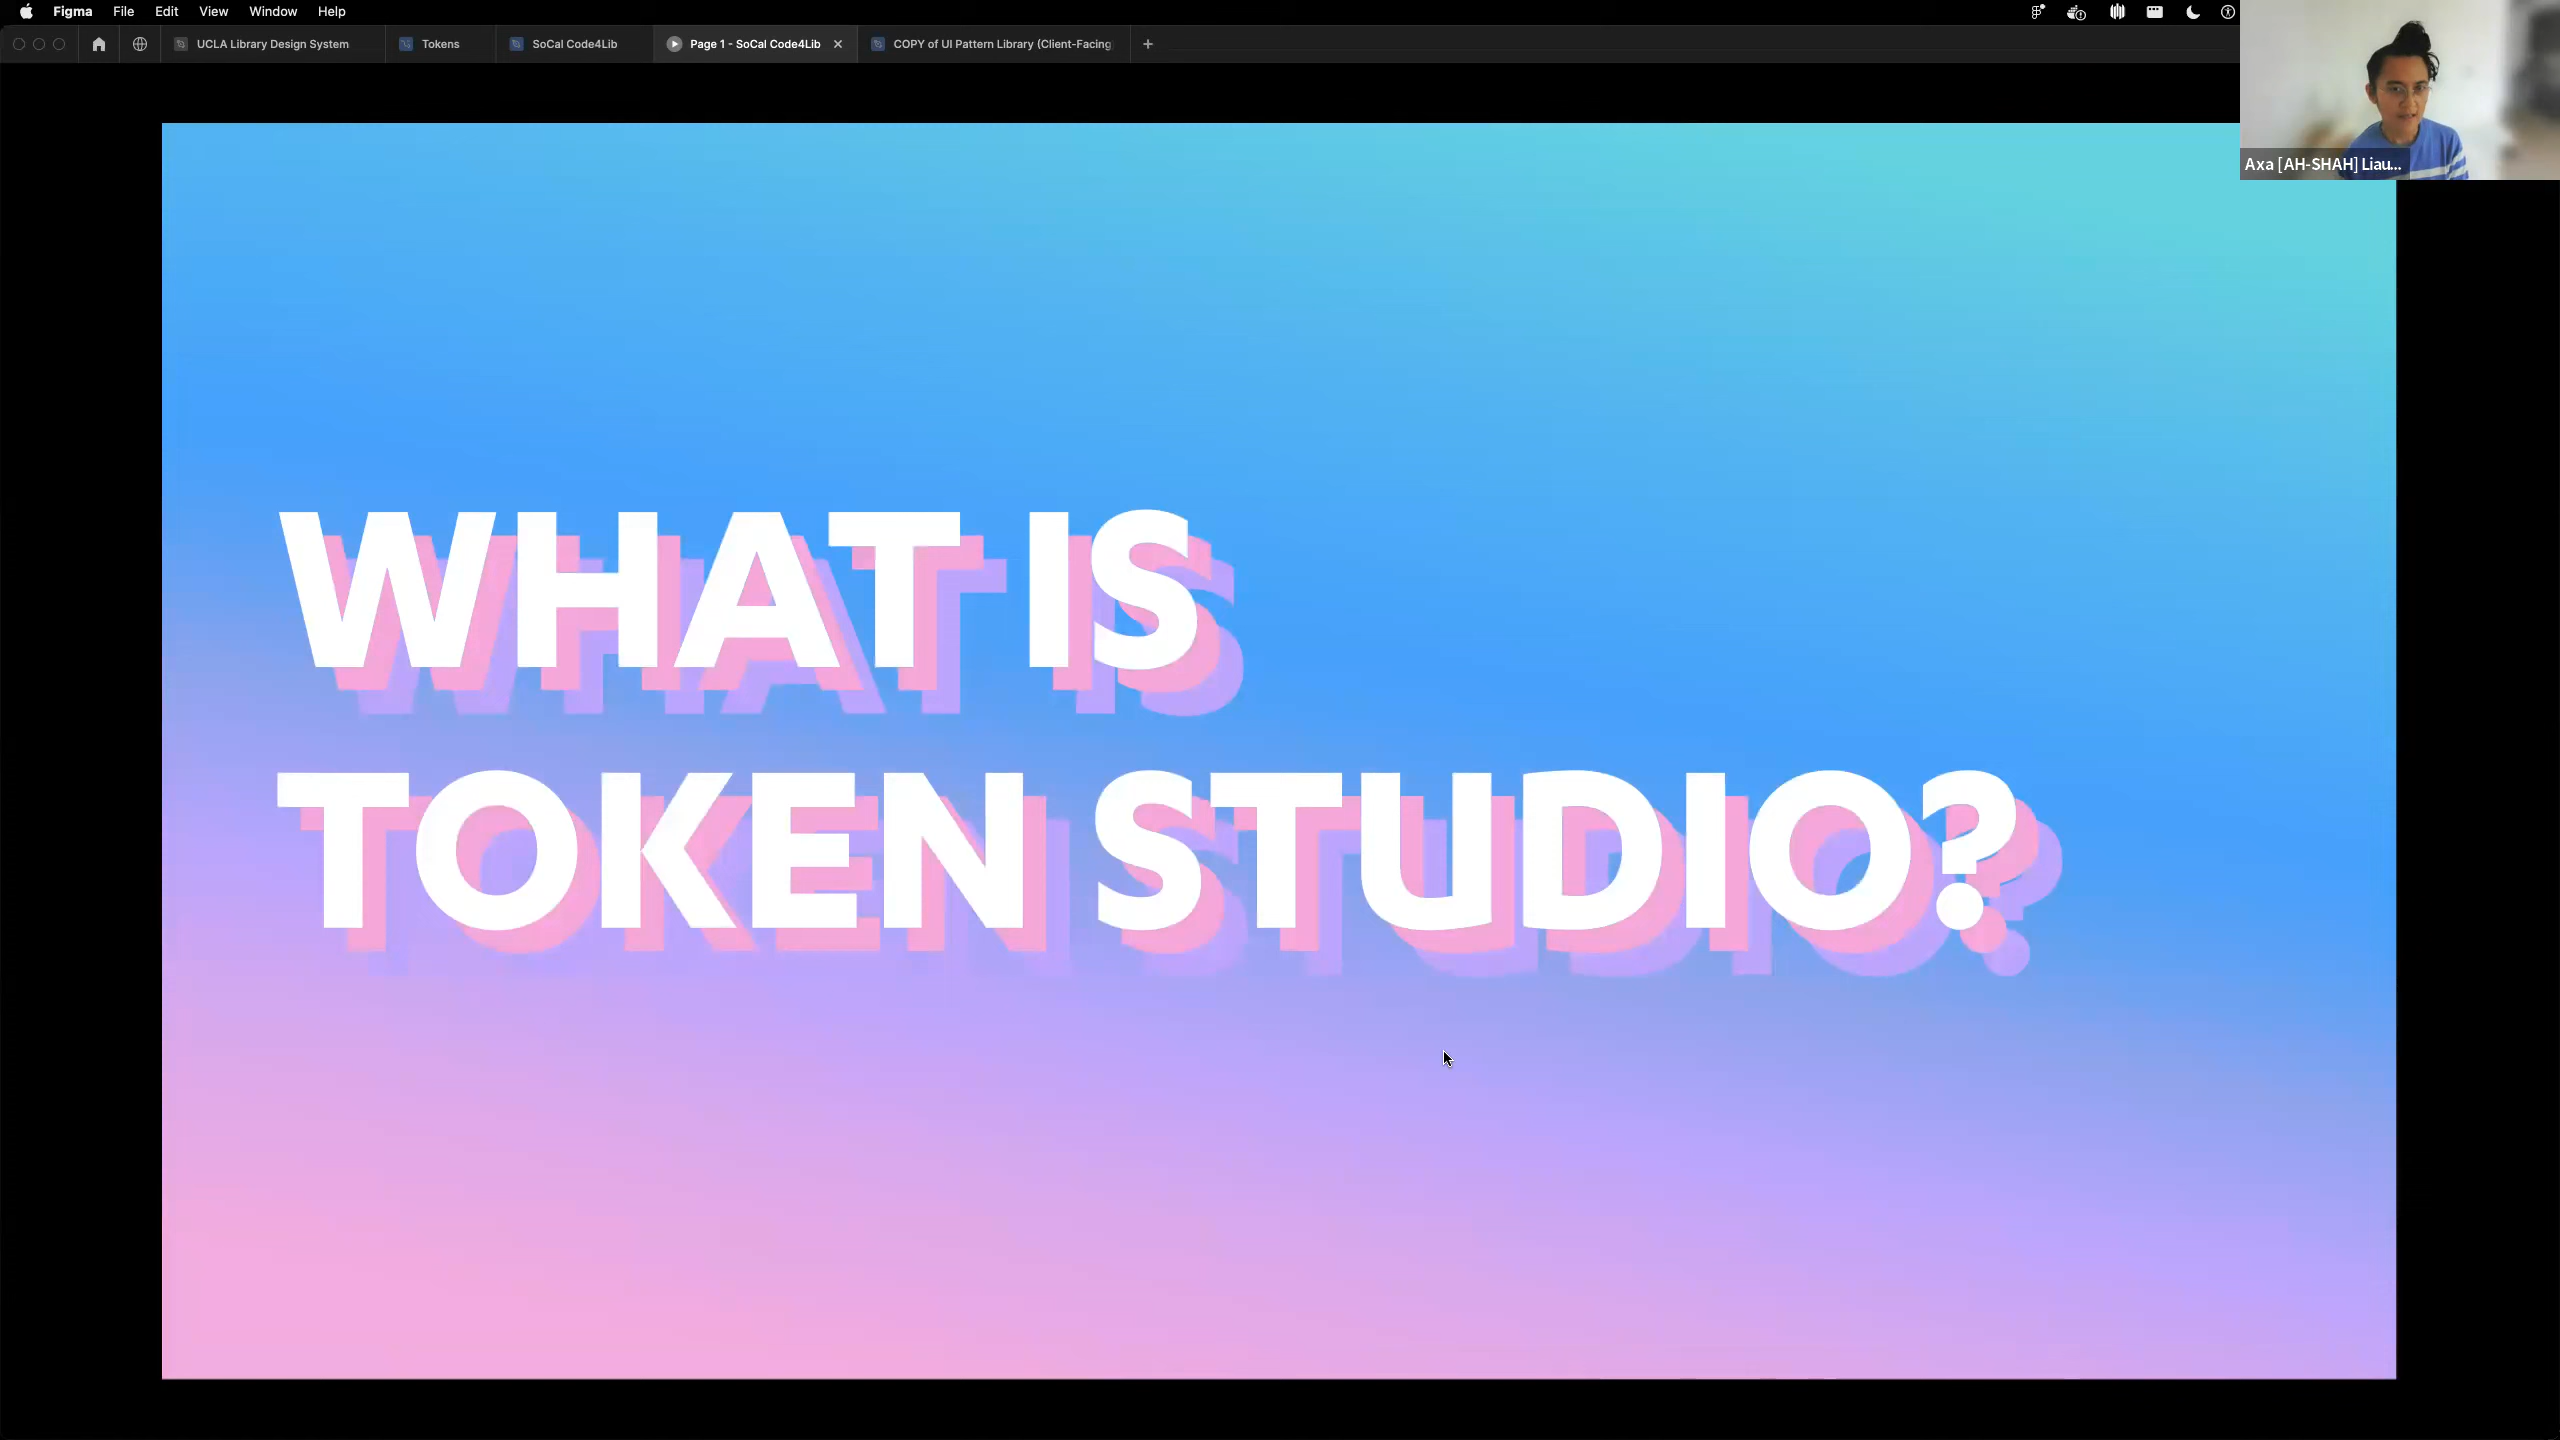 Figma File Edit View Window Help
UCLA Library Design System
Tokens
SoCal Code4Lib
Page 1 - SoCal Code4Lib
COPY of UI Pattern Library (Client-Facing
Axa [AH-SHAH] Liau...
WHAT IS
TOKEN STUDIO?